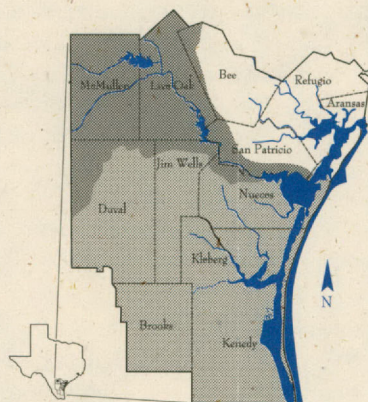 McMullen
Live Oak
Bee
Refugio
Aransas
San Patricio
Jim Wells
Nueces
Duval
Kleberg
Brooks
Kenedy
N